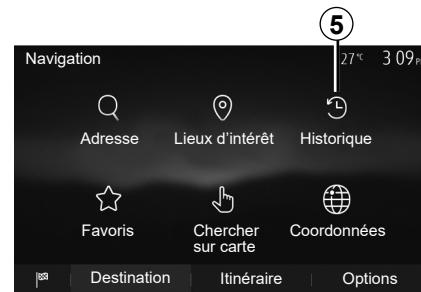 5
Navigation 27 °C 3 09 P
Adresse Lieux d'intérêt Historique
Favoris Chercher sur carte Coordonnées
Destination Itinéraire Options